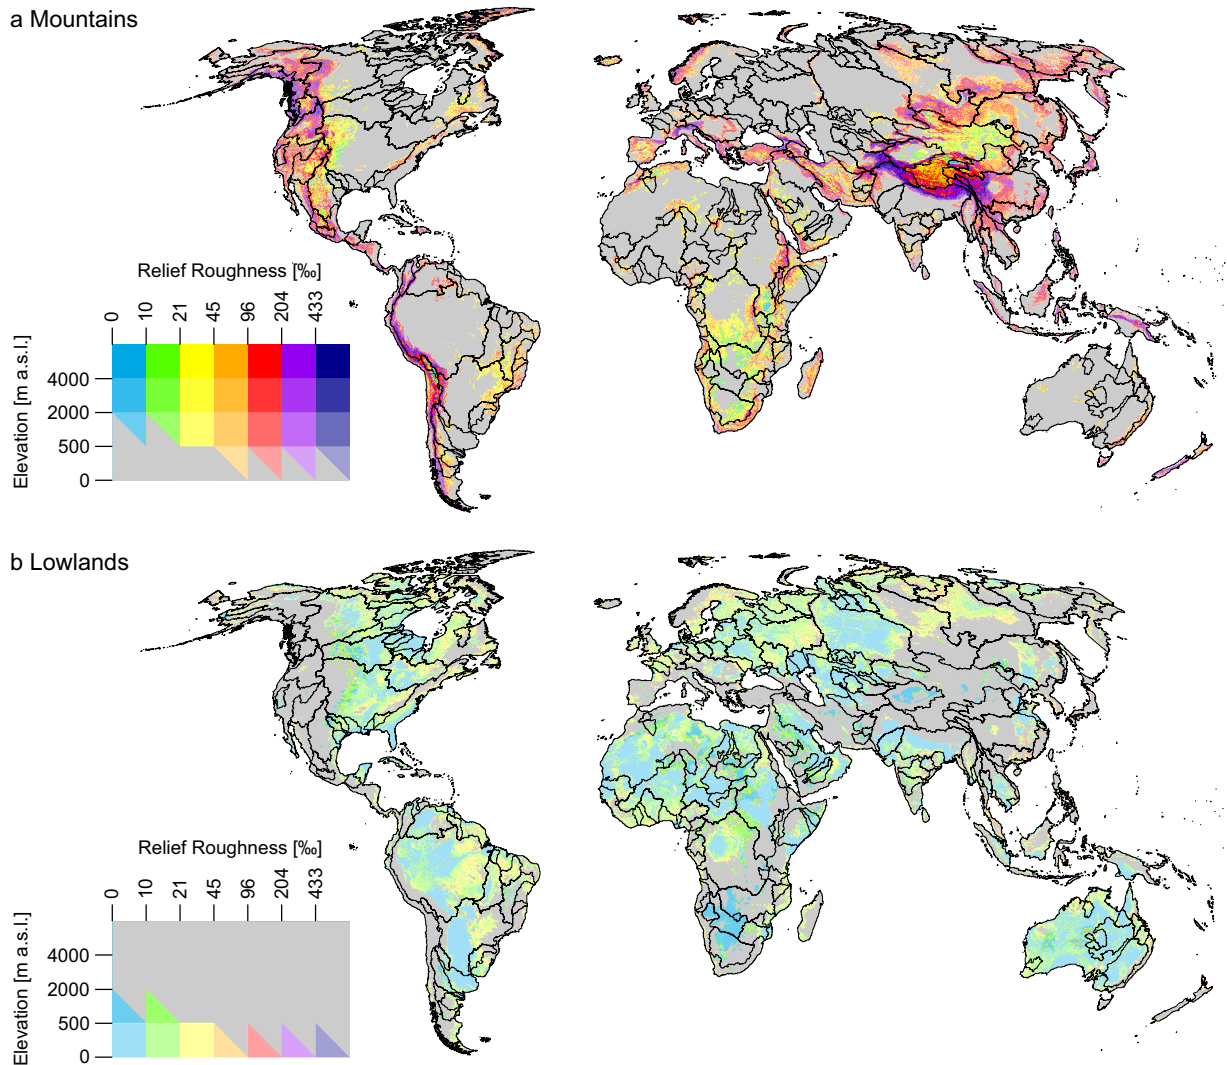 a Mountains
Relief Roughness [‰]
0 10 21 45 96 204 433
Elevation [m a.s.l.]
4000
2000
500
0
b Lowlands
Relief Roughness [‰]
0 10 21 45 96 204 433
Elevation [m a.s.l.]
4000
2000
500
0